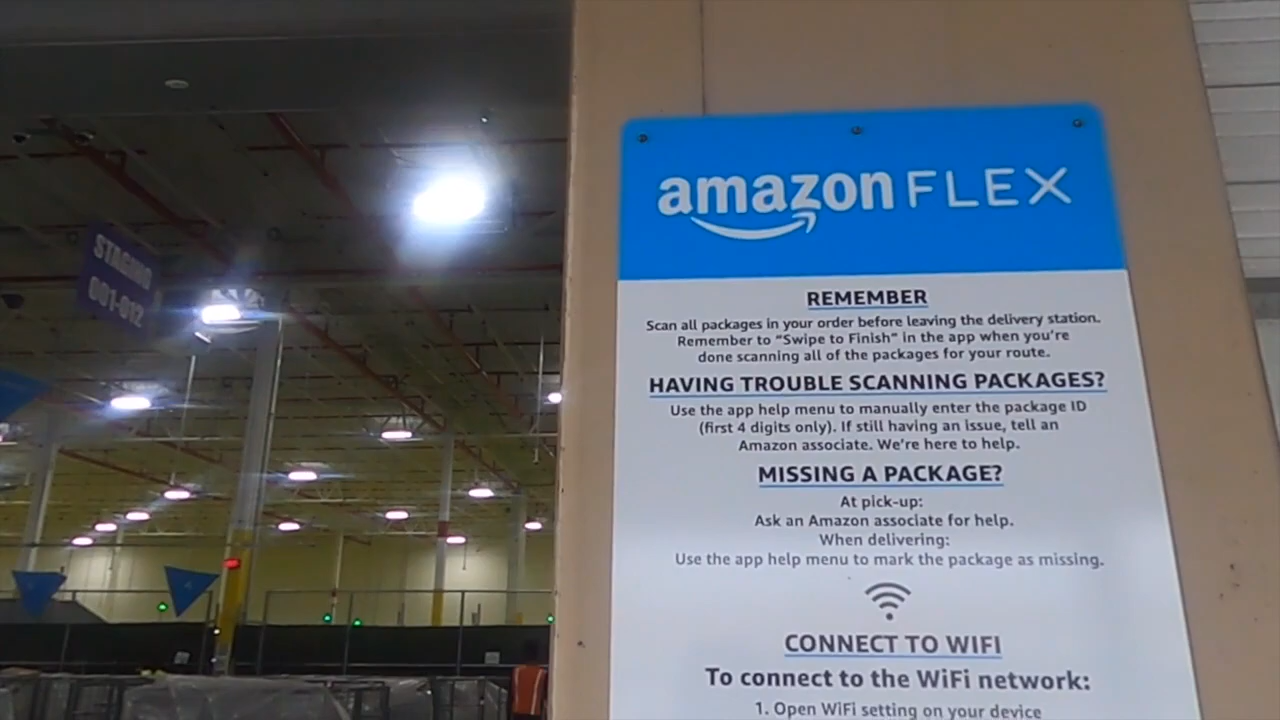 STAGING
001-012
amazon FLEX
REMEMBER
Scan all packages in your order before leaving the delivery station.
Remember to “Swipe to Finish” in the app when you’re
done scanning all of the packages for your route.
HAVING TROUBLE SCANNING PACKAGES?
Use the app help menu to manually enter the package ID
(first 4 digits only). If still having an issue, tell an
Amazon associate. We’re here to help.
MISSING A PACKAGE?
At pick-up:
Ask an Amazon associate for help.
When delivering:
Use the app help menu to mark the package as missing.
CONNECT TO WIFI
To connect to the WiFi network:
1. Open WiFi setting on your device